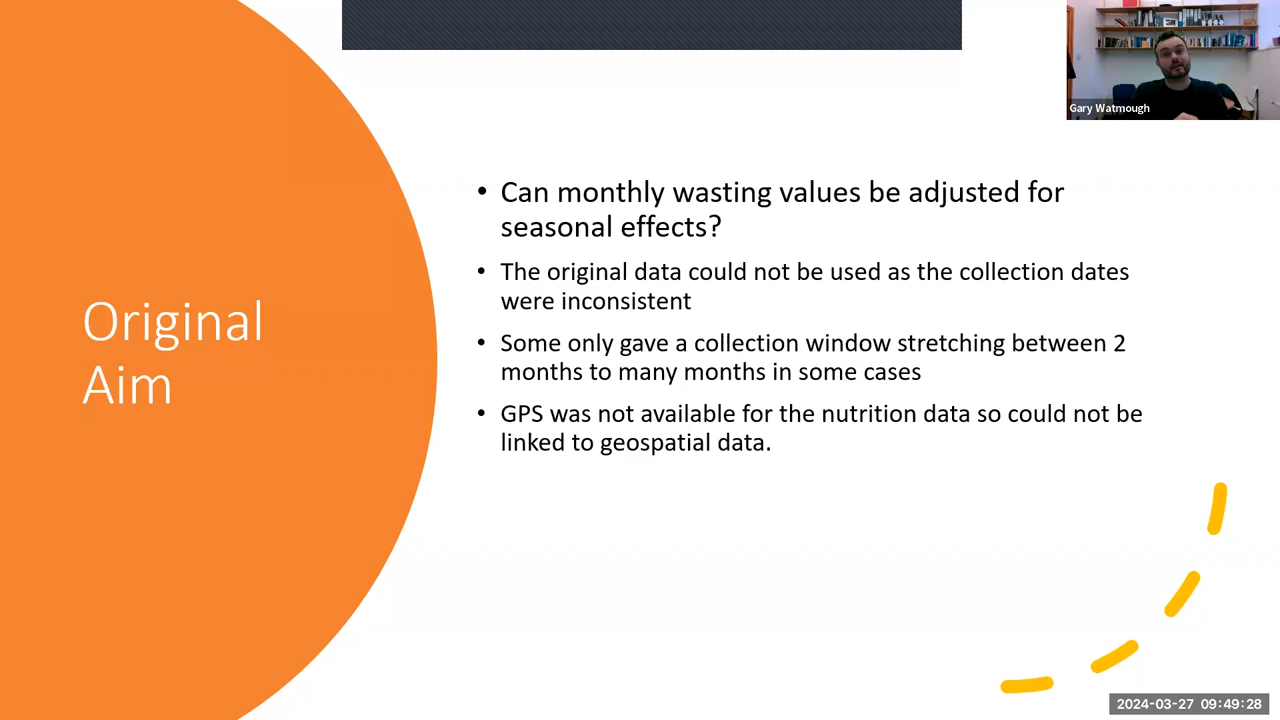 Gary Watmough
Original
Aim
• Can monthly wasting values be adjusted for
seasonal effects?
• The original data could not be used as the collection dates
were inconsistent
• Some only gave a collection window stretching between 2
months to many months in some cases
• GPS was not available for the nutrition data so could not be
linked to geospatial data.
2024-03-27 09:49:28